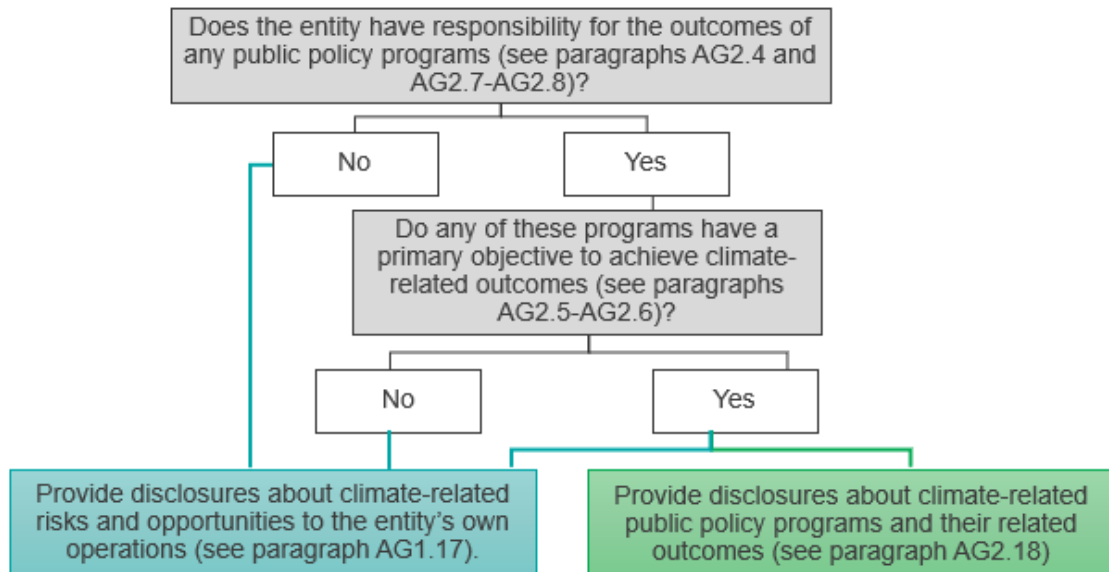 Does the entity have responsibility for the outcomes of
any public policy programs (see paragraphs AG2.4 and
AG2.7-AG2.8)?
No
Yes
Do any of these programs have a
primary objective to achieve climate-
related outcomes (see paragraphs
AG2.5-AG2.6)?
No
Yes
Provide disclosures about climate-related
risks and opportunities to the entity's own
operations (see paragraph AG1.17).
Provide disclosures about climate-related
public policy programs and their related
outcomes (see paragraph AG2.18)